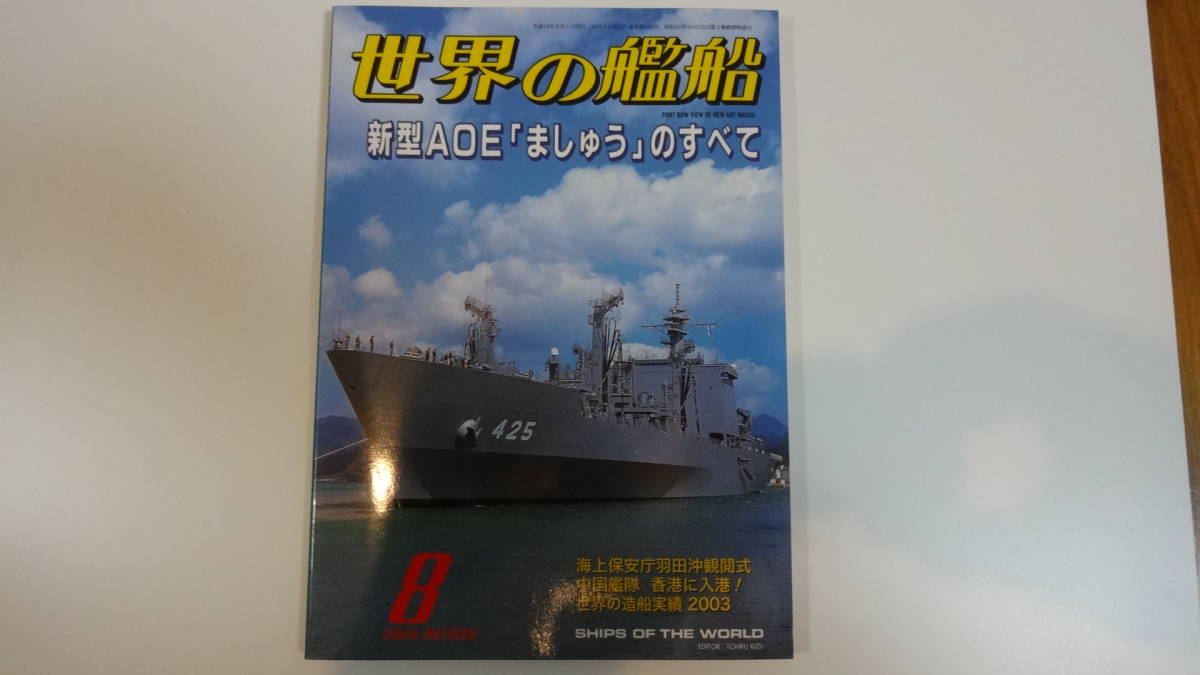 世界の艦船
PORT BOW VIEW OF NEW AOE MASHU
新型AOE「ましゅう」のすべて
425
海上保安庁羽田沖観閲式
中国艦隊 香港に入港!
世界の造船実績 2003
8
2004, NO.629
SHIPS OF THE WORLD
EDITOR : TOHRU KIZU